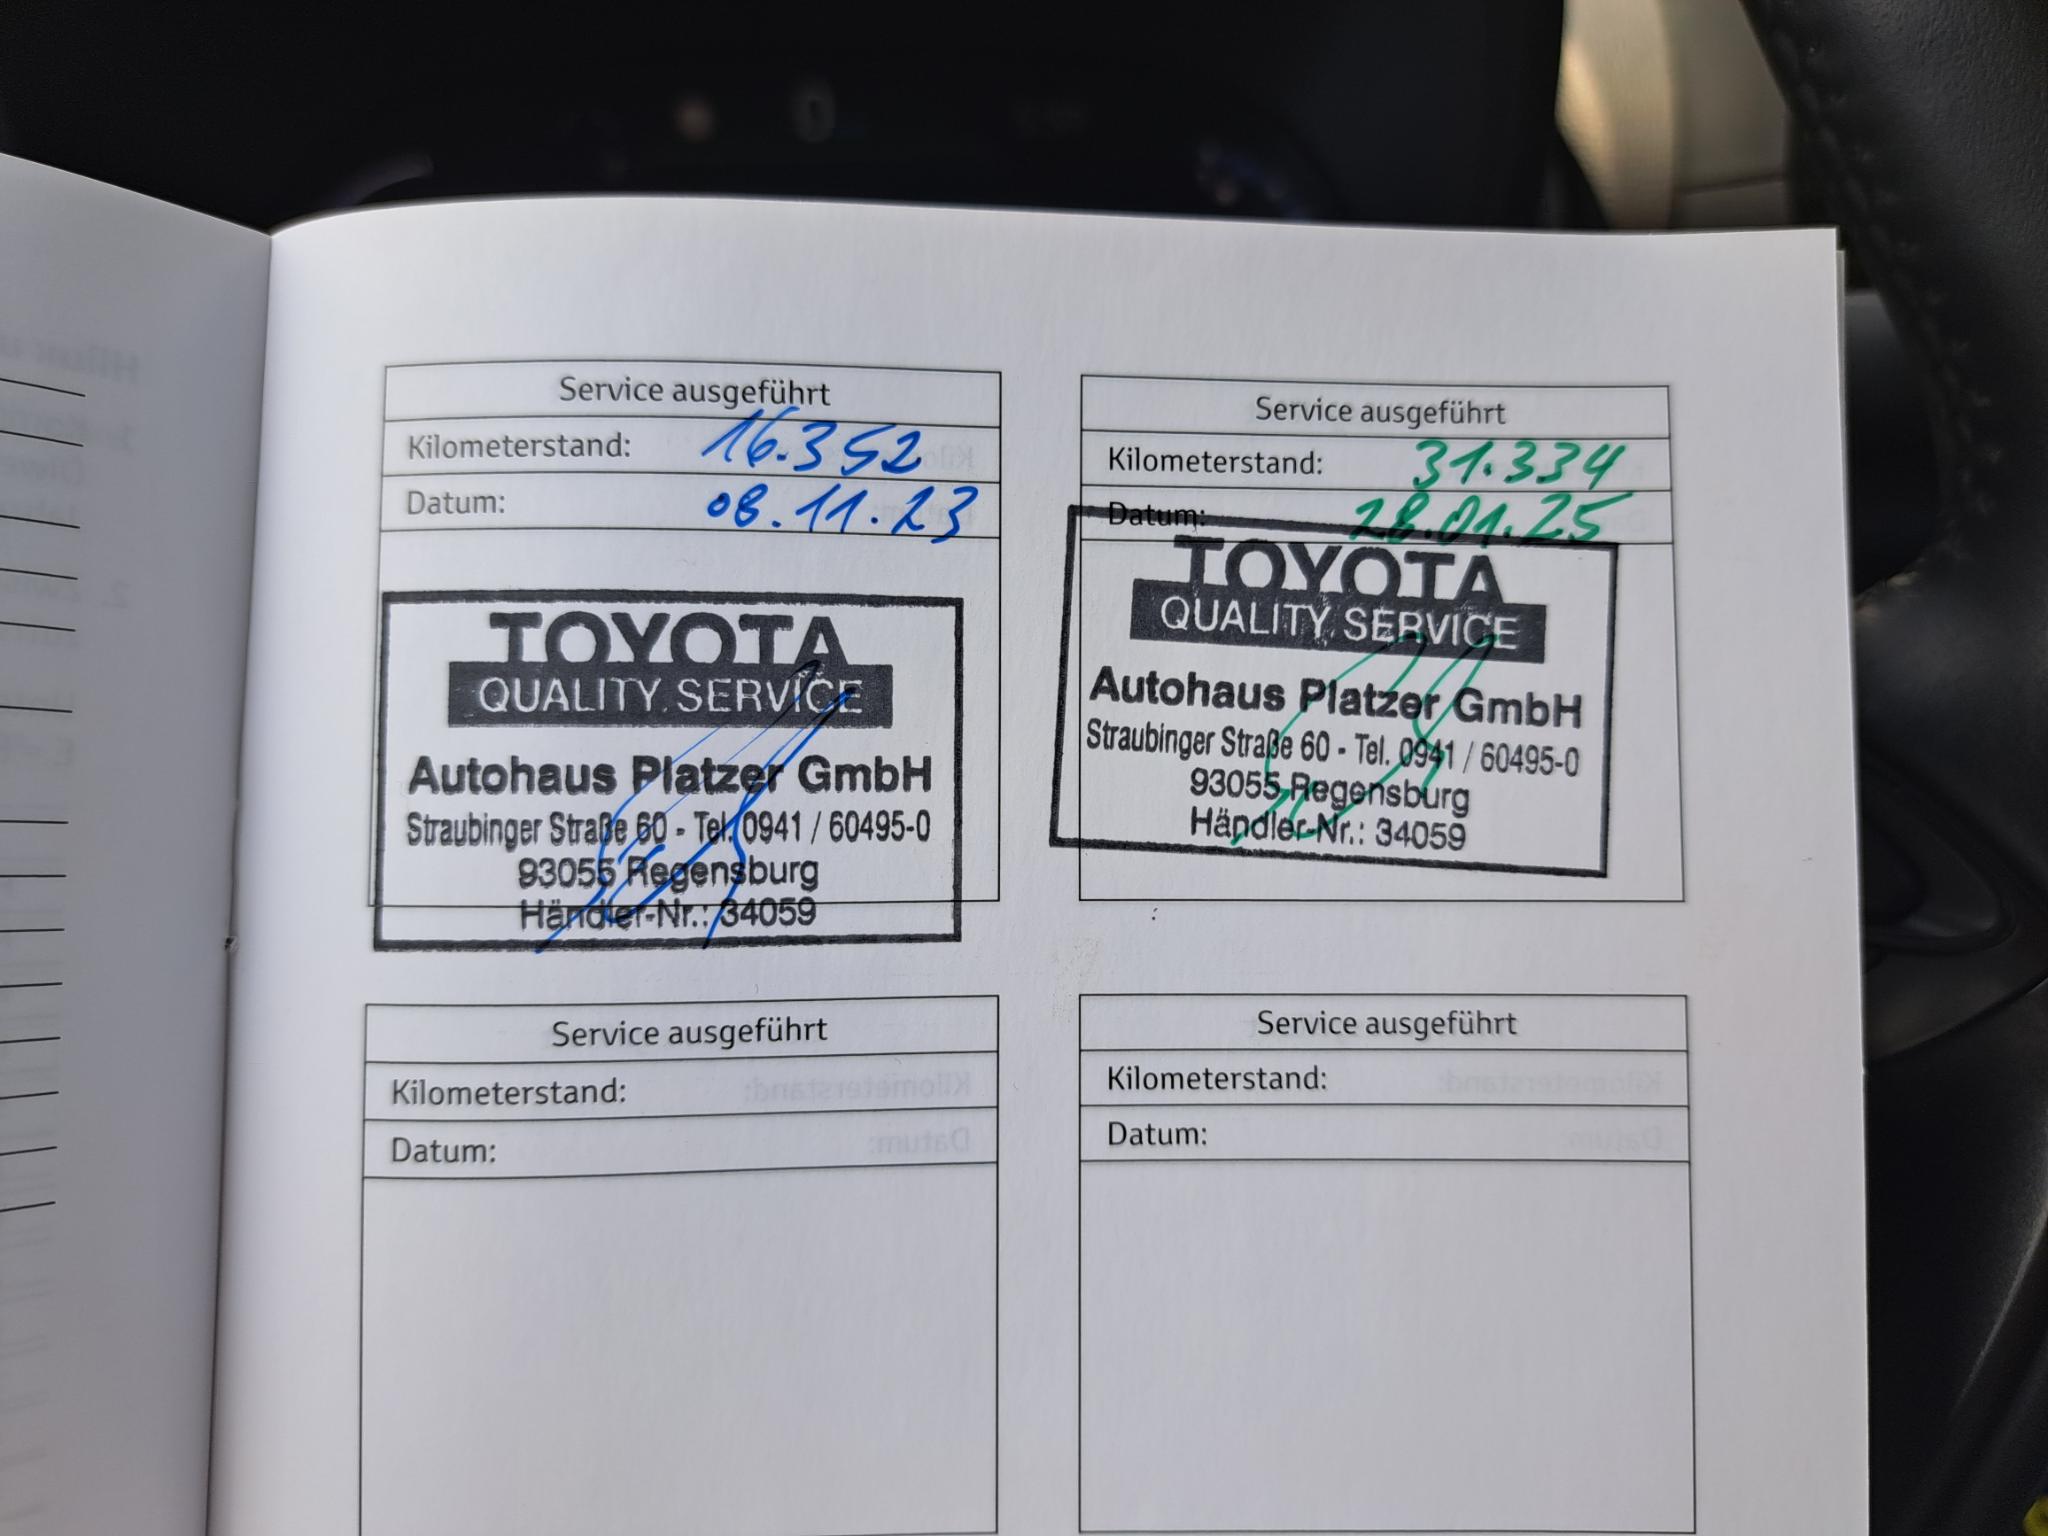 Service ausgeführt
Kilometerstand: 16.352
Datum: 08.11.23
TOYOTA
QUALITY SERVICE
Autohaus Platzer GmbH
Straubinger Straße 60 - Tel. 0941 / 60495-0
93055 Regensburg
Händler-Nr.: 34059
Service ausgeführt
Kilometerstand: 31.334
Datum: 28.01.25
TOYOTA
QUALITY SERVICE
Autohaus Platzer GmbH
Straubinger Straße 60 - Tel. 0941 / 60495-0
93055 Regensburg
Händler-Nr.: 34059
Service ausgeführt
Kilometerstand:
Datum:
Service ausgeführt
Kilometerstand:
Datum: